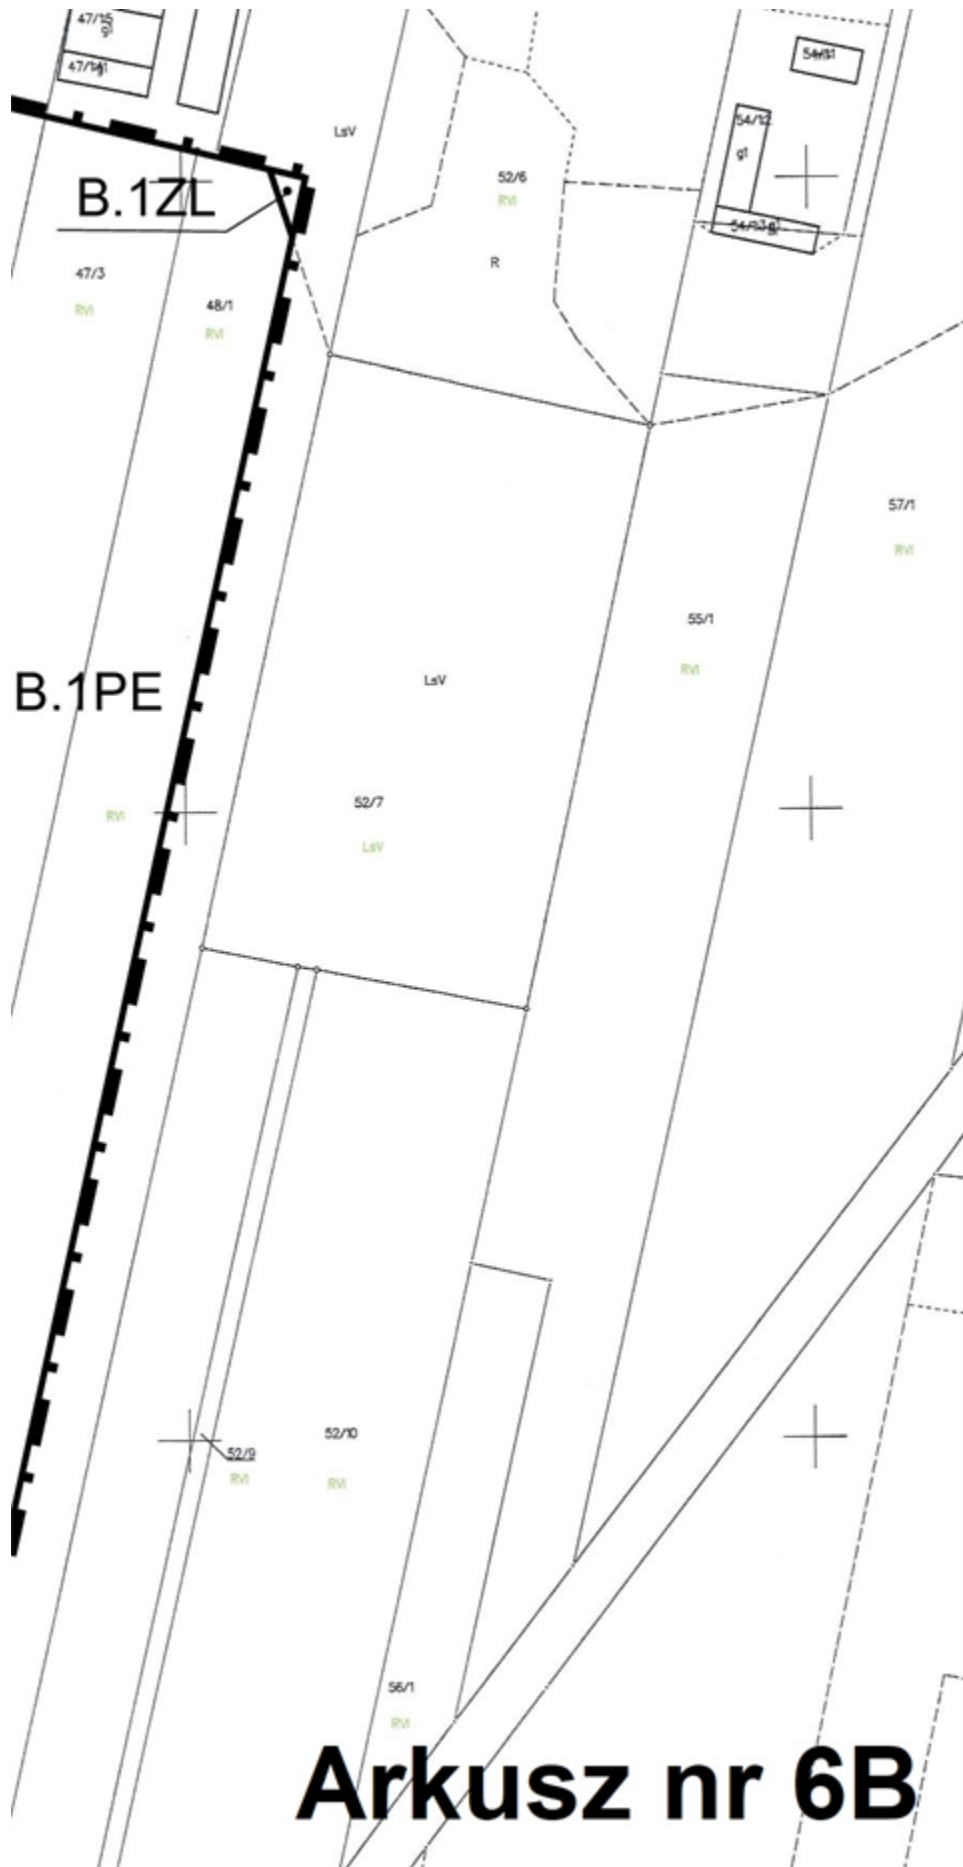 47/15
g1
47/14
54/12
g1
LsV
52/6
RVI
B.1ZL
R
47/3
RVI
48/1
RVI
57/1
RVI
55/1
RVI
LsV
B.1PE
52/7
RVI
LsV
52/10
52/9
RVI
RVI
56/1
RVI
Arkusz nr 6B